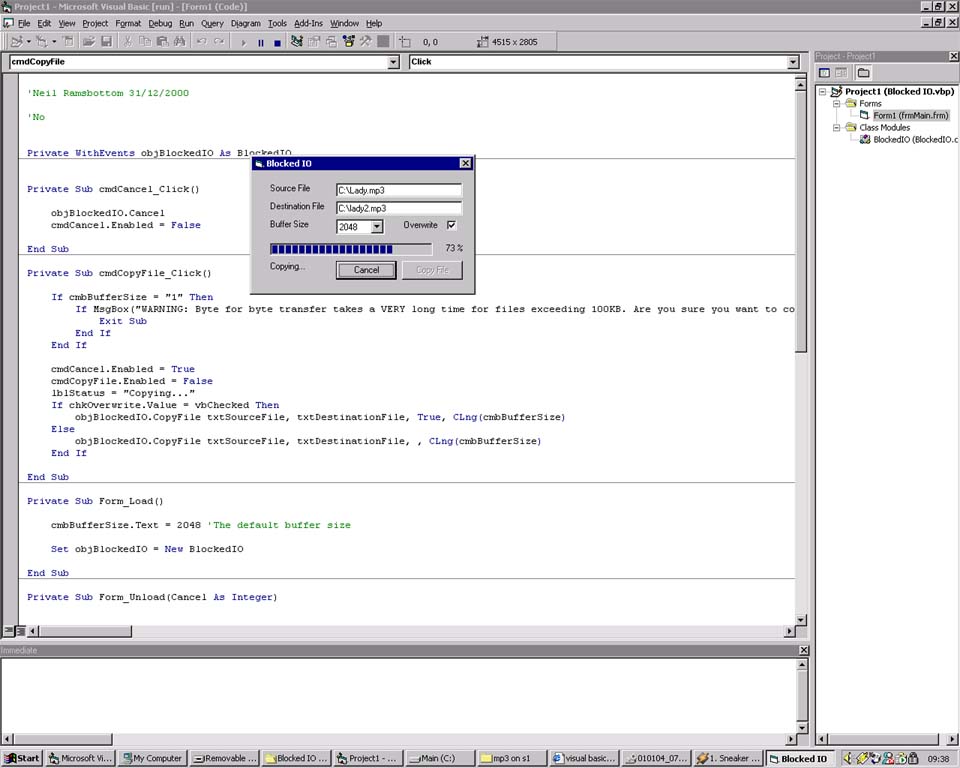 Project1 - Microsoft Visual Basic [run] - [Form1 (Code)]
File Edit View Project Format Debug Run Query Diagram Tools Add-Ins Window Help
0, 0 4515 x 2805
cmdCopyFile Click
'Neil Ramsbottom 31/12/2000
'No
Private WithEvents objBlockedIO As BlockedIO
Private Sub cmdCancel_Click()
objBlockedIO.Cancel
cmdCancel.Enabled = False
End Sub
Private Sub cmdCopyFile_Click()
If cmbBufferSize = "1" Then
If MsgBox("WARNING: Byte for byte transfer takes a VERY long time for files exceeding 100KB. Are you sure you want to co
Exit Sub
End If
End If
cmdCancel.Enabled = True
cmdCopyFile.Enabled = False
lblStatus = "Copying..."
If chkOverwrite.Value = vbChecked Then
objBlockedIO.CopyFile txtSourceFile, txtDestinationFile, True, CLng(cmbBufferSize)
Else
objBlockedIO.CopyFile txtSourceFile, txtDestinationFile, , CLng(cmbBufferSize)
End If
End Sub
Private Sub Form_Load()
cmbBufferSize.Text = 2048 'The default buffer size
Set objBlockedIO = New BlockedIO
End Sub
Private Sub Form_Unload(Cancel As Integer)
Blocked IO
Source File C:\Lady.mp3
Destination File C:\lady2.mp3
Buffer Size 2048 Overwrite
73 %
Copying... Cancel Copy File
Project - Project1
Project1 (Blocked IO.vbp)
Forms
Form1 (frmMain.frm)
Class Modules
BlockedIO (BlockedIO.c
Immediate
Start Microsoft Vi... My Computer Removable ... Blocked IO ... Project1 - ... Main (C:) mp3 on s1 visual basic... 010104_07... 1. Sneaker ... Blocked IO 09:38